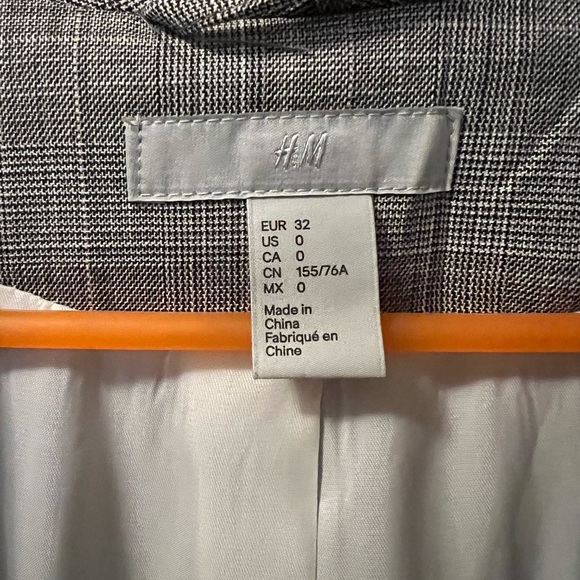 H&M
EUR 32
US 0
CA 0
CN 155/76A
MX 0
Made in
China
Fabriqué en
Chine